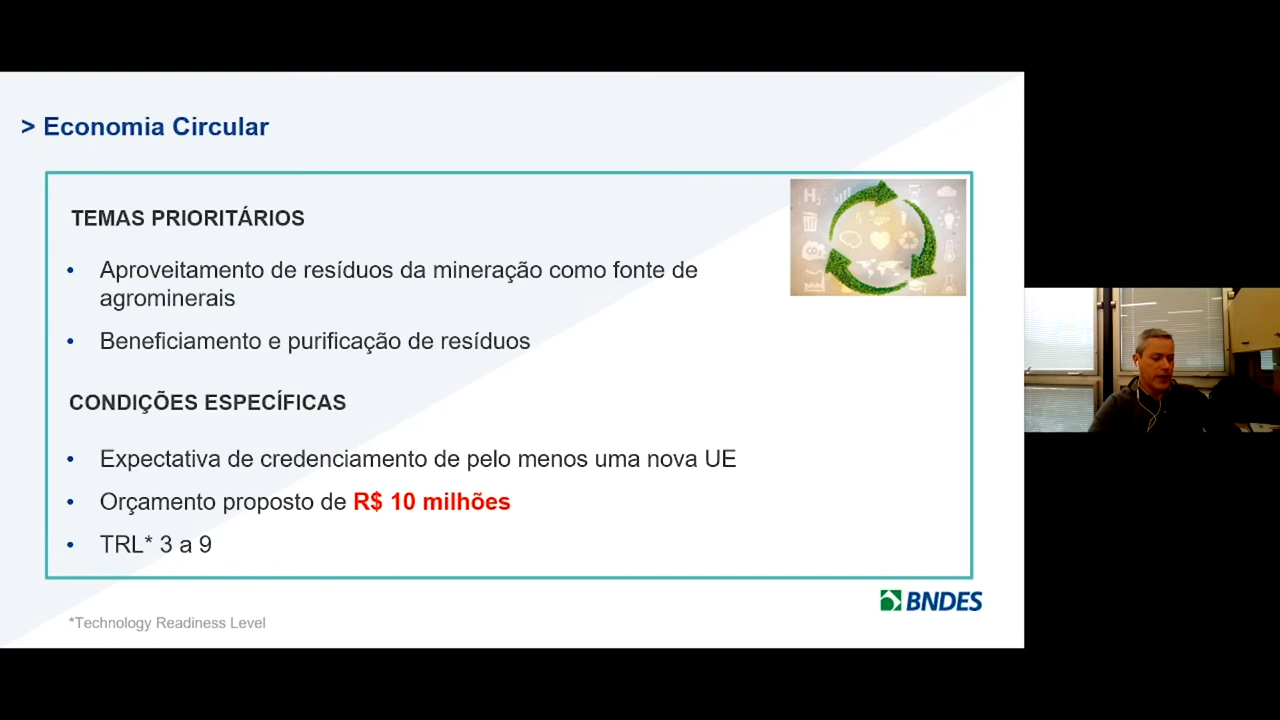 > Economia Circular
TEMAS PRIORITÁRIOS
• Aproveitamento de resíduos da mineração como fonte de
agrominerais
• Beneficiamento e purificação de resíduos
CONDIÇÕES ESPECÍFICAS
• Expectativa de credenciamento de pelo menos uma nova UE
• Orçamento proposto de R$ 10 milhões
• TRL* 3 a 9
BNDES
*Technology Readiness Level
H2
CO2